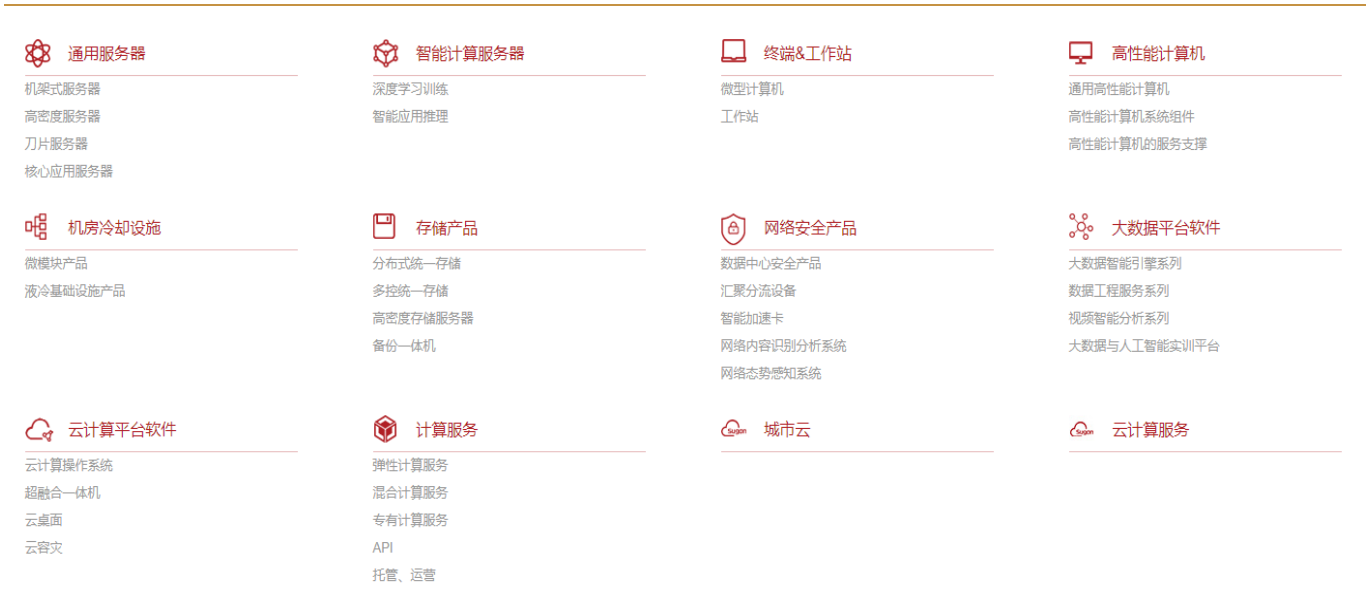 通用服务器
机架式服务器
高密度服务器
刀片服务器
核心应用服务器
智能计算服务器
深度学习训练
智能应用推理
终端&工作站
微型计算机
工作站
高性能计算机
通用高性能计算机
高性能计算机系统组件
高性能计算机的服务支撑
机房冷却设施
微模块产品
液冷基础设施产品
存储产品
分布式统一存储
多控统一存储
高密度存储服务器
备份一体机
网络安全产品
数据中心安全产品
汇聚分流设备
智能加速卡
网络内容识别分析系统
网络态势感知系统
大数据平台软件
大数据智能引擎系列
数据工程服务系列
视频智能分析系列
大数据与人工智能实训平台
云计算平台软件
云计算操作系统
超融合一体机
云桌面
云容灾
计算服务
弹性计算服务
混合计算服务
专有计算服务
API
托管、运营
Sugon
城市云
Sugon
云计算服务